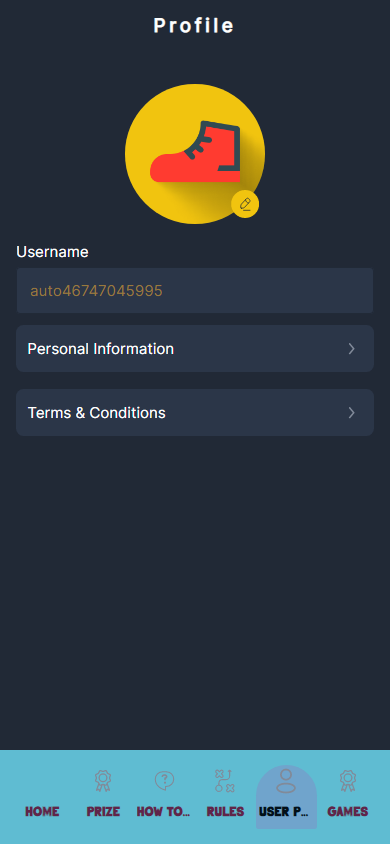 Profile
Username
auto46747045995
Personal Information
Terms & Conditions
HOME PRIZE HOW TO... RULES USER P... GAMES